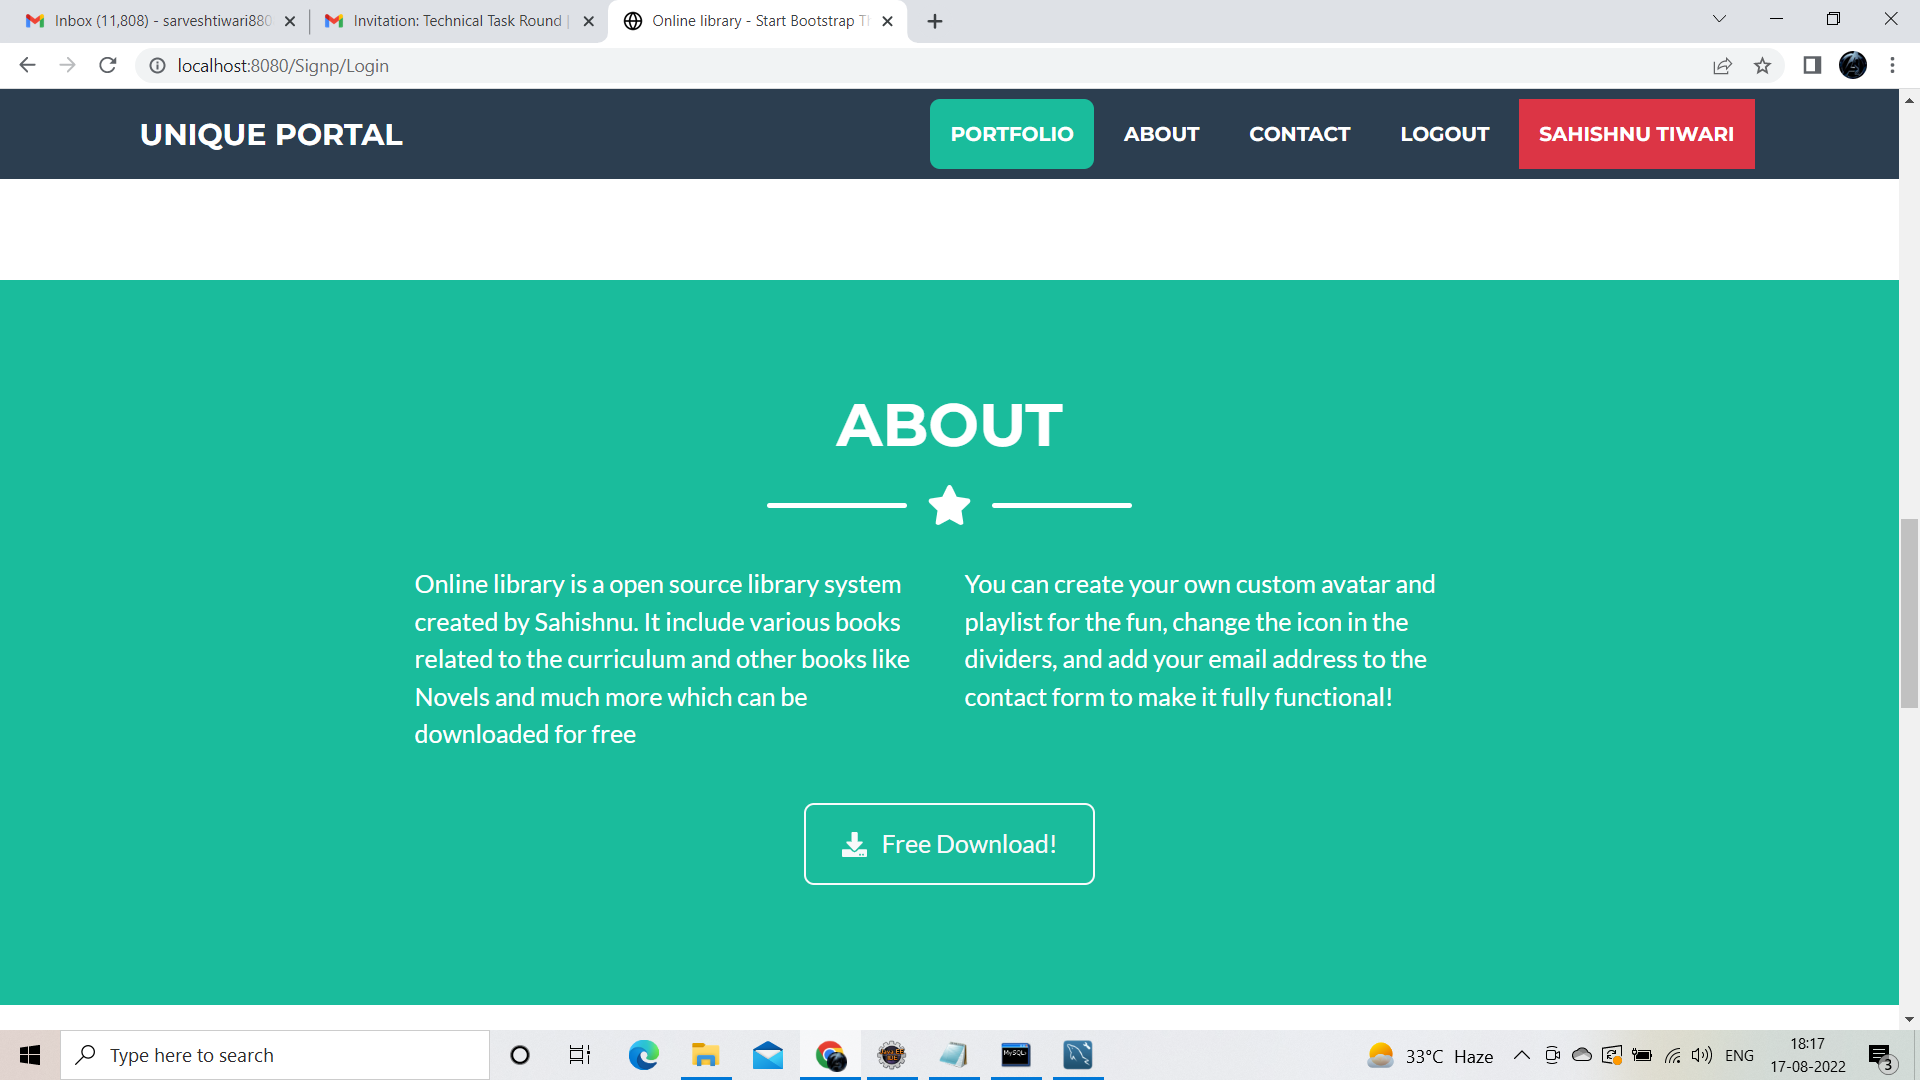 Inbox (11,808) - sarveshtiwari880
Invitation: Technical Task Round |
Online library - Start Bootstrap Th
localhost:8080/Signp/Login
UNIQUE PORTAL
PORTFOLIO
ABOUT
CONTACT
LOGOUT
SAHISHNU TIWARI
ABOUT
Online library is a open source library system
created by Sahishnu. It include various books
related to the curriculum and other books like
Novels and much more which can be
downloaded for free
You can create your own custom avatar and
playlist for the fun, change the icon in the
dividers, and add your email address to the
contact form to make it fully functional!
Free Download!
Type here to search
MySQL
33°C Haze
ENG
18:17
17-08-2022
3